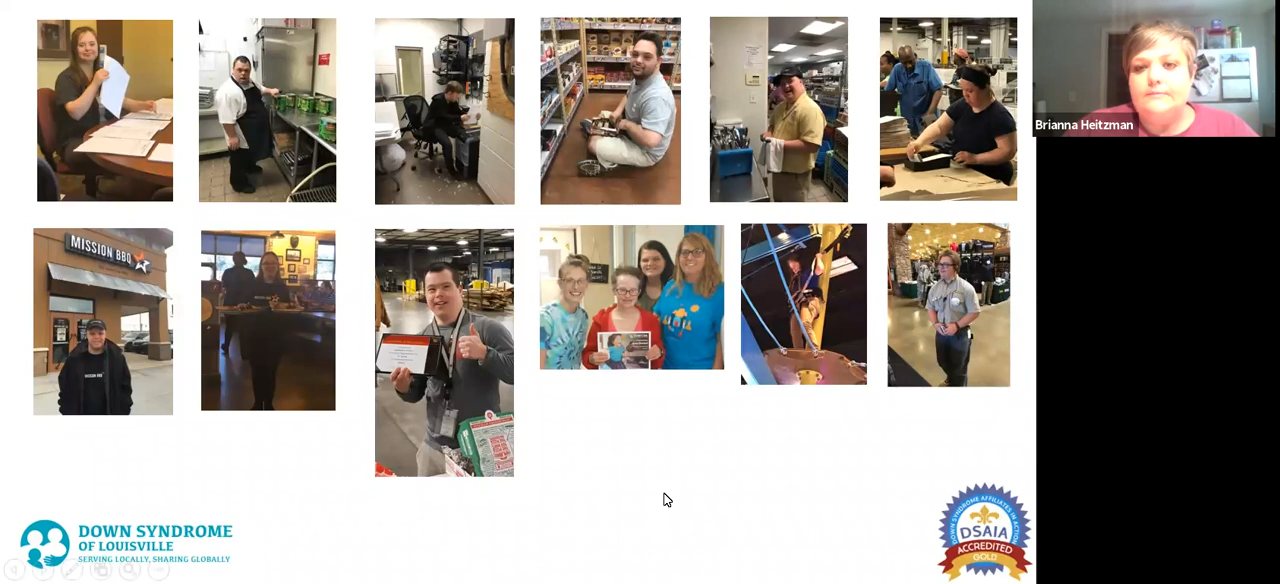 Brianna Heitzman
MISSION BBQ
DOWN SYNDROME
OF LOUISVILLE
SERVING LOCALLY, SHARING GLOBALLY
DOWN SYNDROME AFFILIATES IN ACTION
DSAIA
ACCREDITED
GOLD